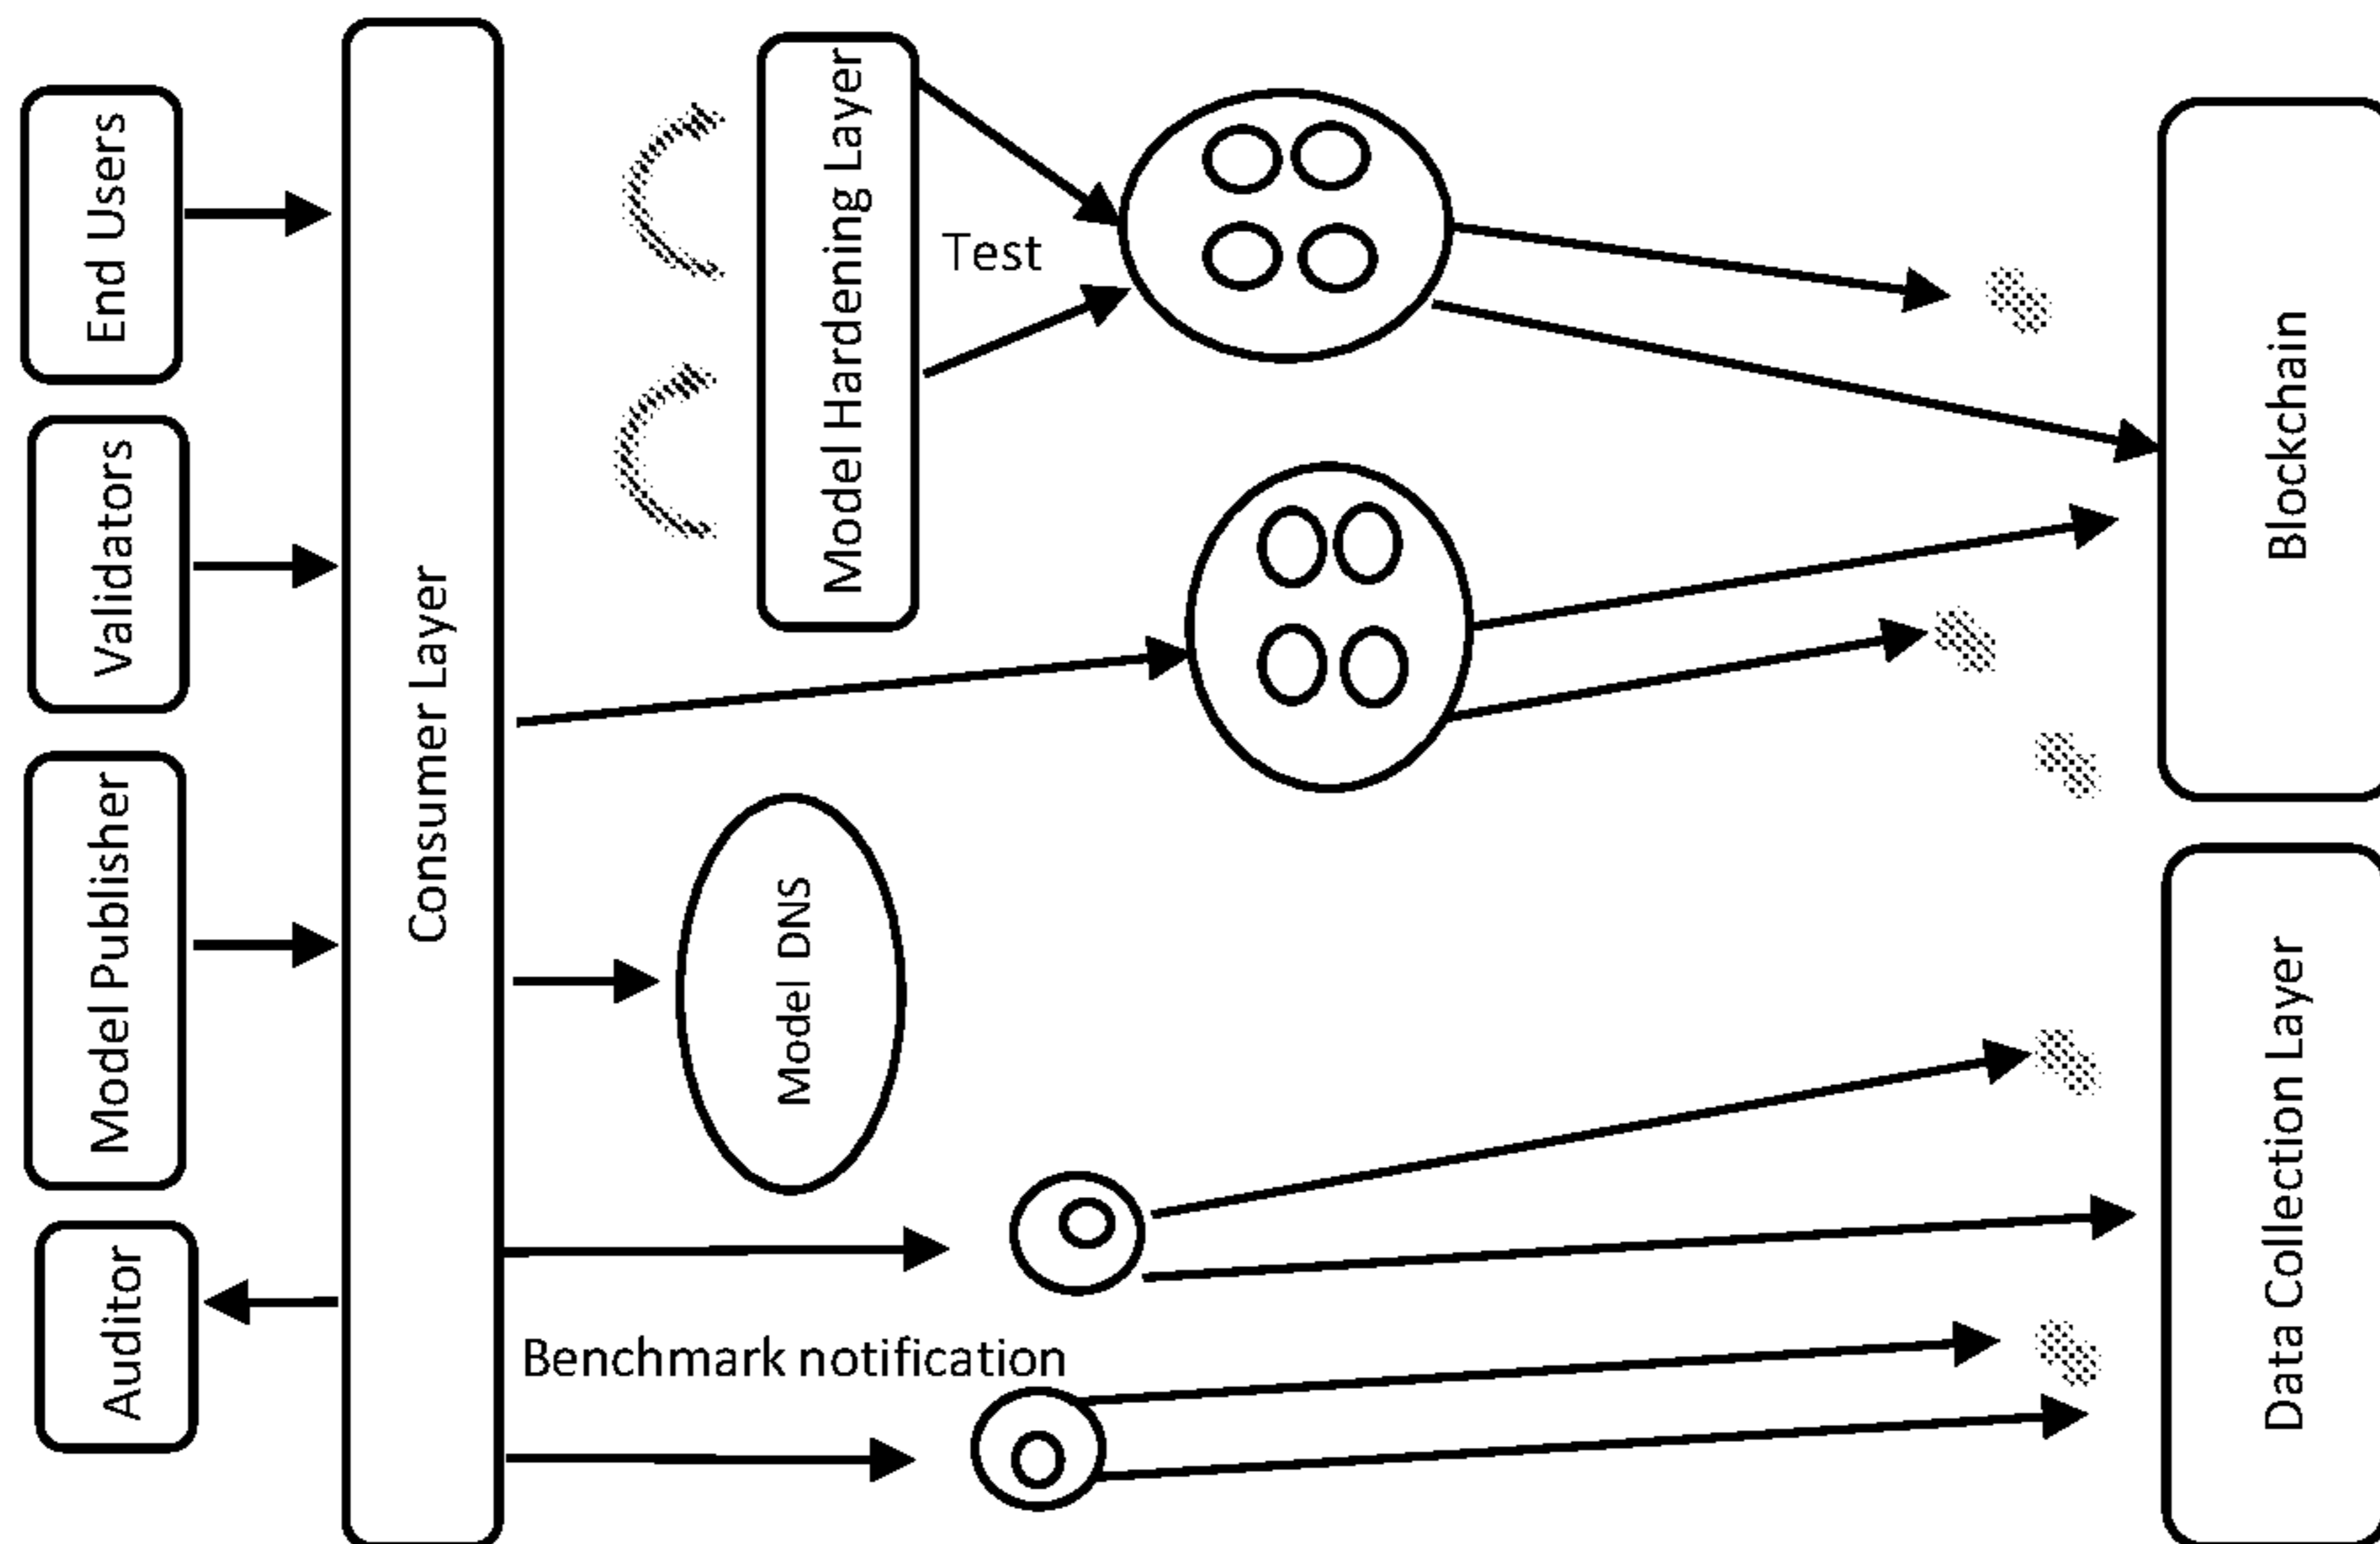 End Users
Validators
Model Publisher
Auditor
Consumer Layer
Model Hardening Layer
Test
Model DNS
Benchmark notification
Blockchain
Data Collection Layer